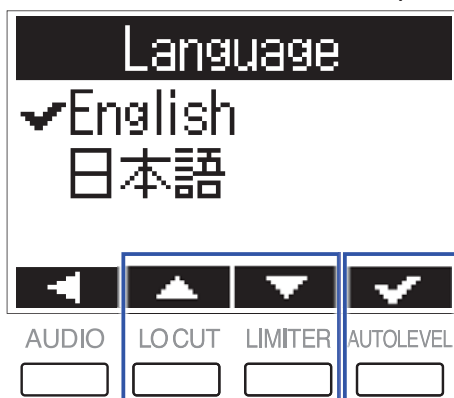 Language
✔English
日本語
AUDIO LO CUT LIMITER AUTOLEVEL